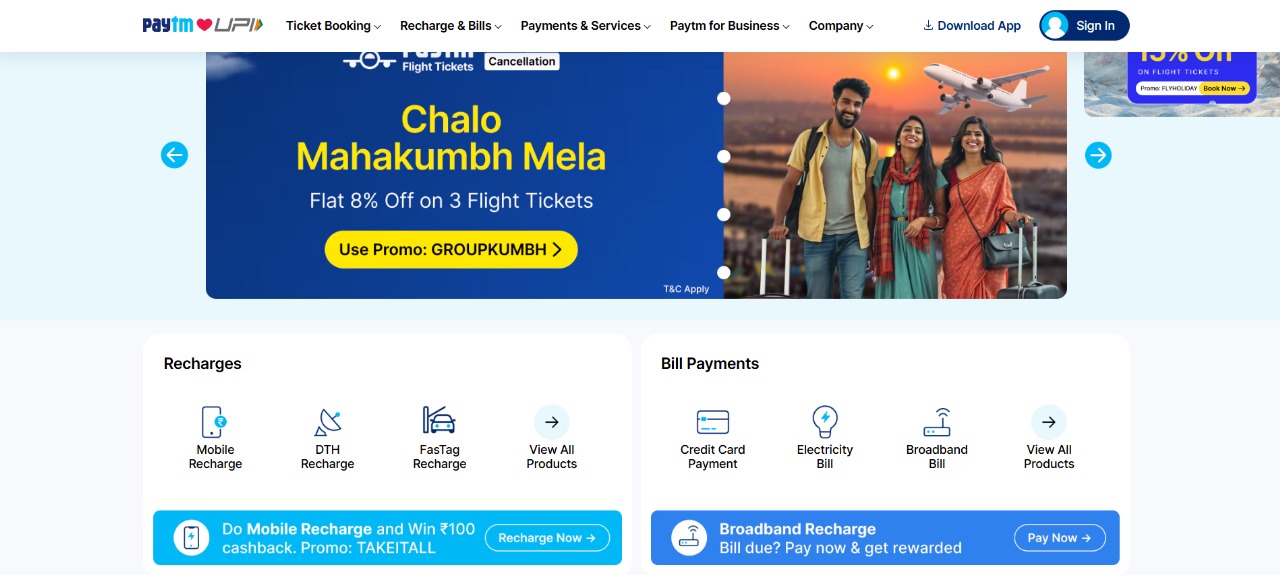 paytm UPI
Ticket Booking
Recharge & Bills
Payments & Services
Paytm for Business
Company
Download App
Sign In
Flight Tickets
Cancellation
Chalo
Mahakumbh Mela
Flat 8% Off on 3 Flight Tickets
Use Promo: GROUPKUMBH
T&C Apply
15% Off
ON FLIGHT TICKETS
Promo: FLYHOLIDAY Book Now →
Recharges
Mobile
Recharge
DTH
Recharge
FasTag
Recharge
View All
Products
Do Mobile Recharge and Win ₹100
cashback. Promo: TAKEITALL
Recharge Now →
Bill Payments
Credit Card
Payment
Electricity
Bill
Broadband
Bill
View All
Products
Broadband Recharge
Bill due? Pay now & get rewarded
Pay Now →